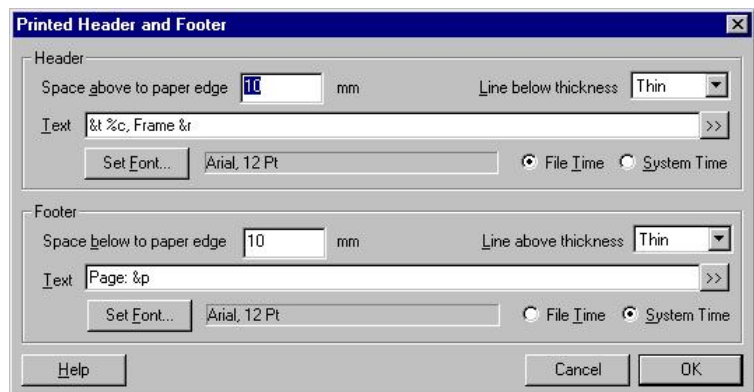 Printed Header and Footer
Header
Space above to paper edge 10 mm Line below thickness Thin
Text &t %c, Frame &r >>
Set Font... Arial, 12 Pt File Time System Time
Footer
Space below to paper edge 10 mm Line above thickness Thin
Text Page: &p >>
Set Font... Arial, 12 Pt File Time System Time
Help Cancel OK